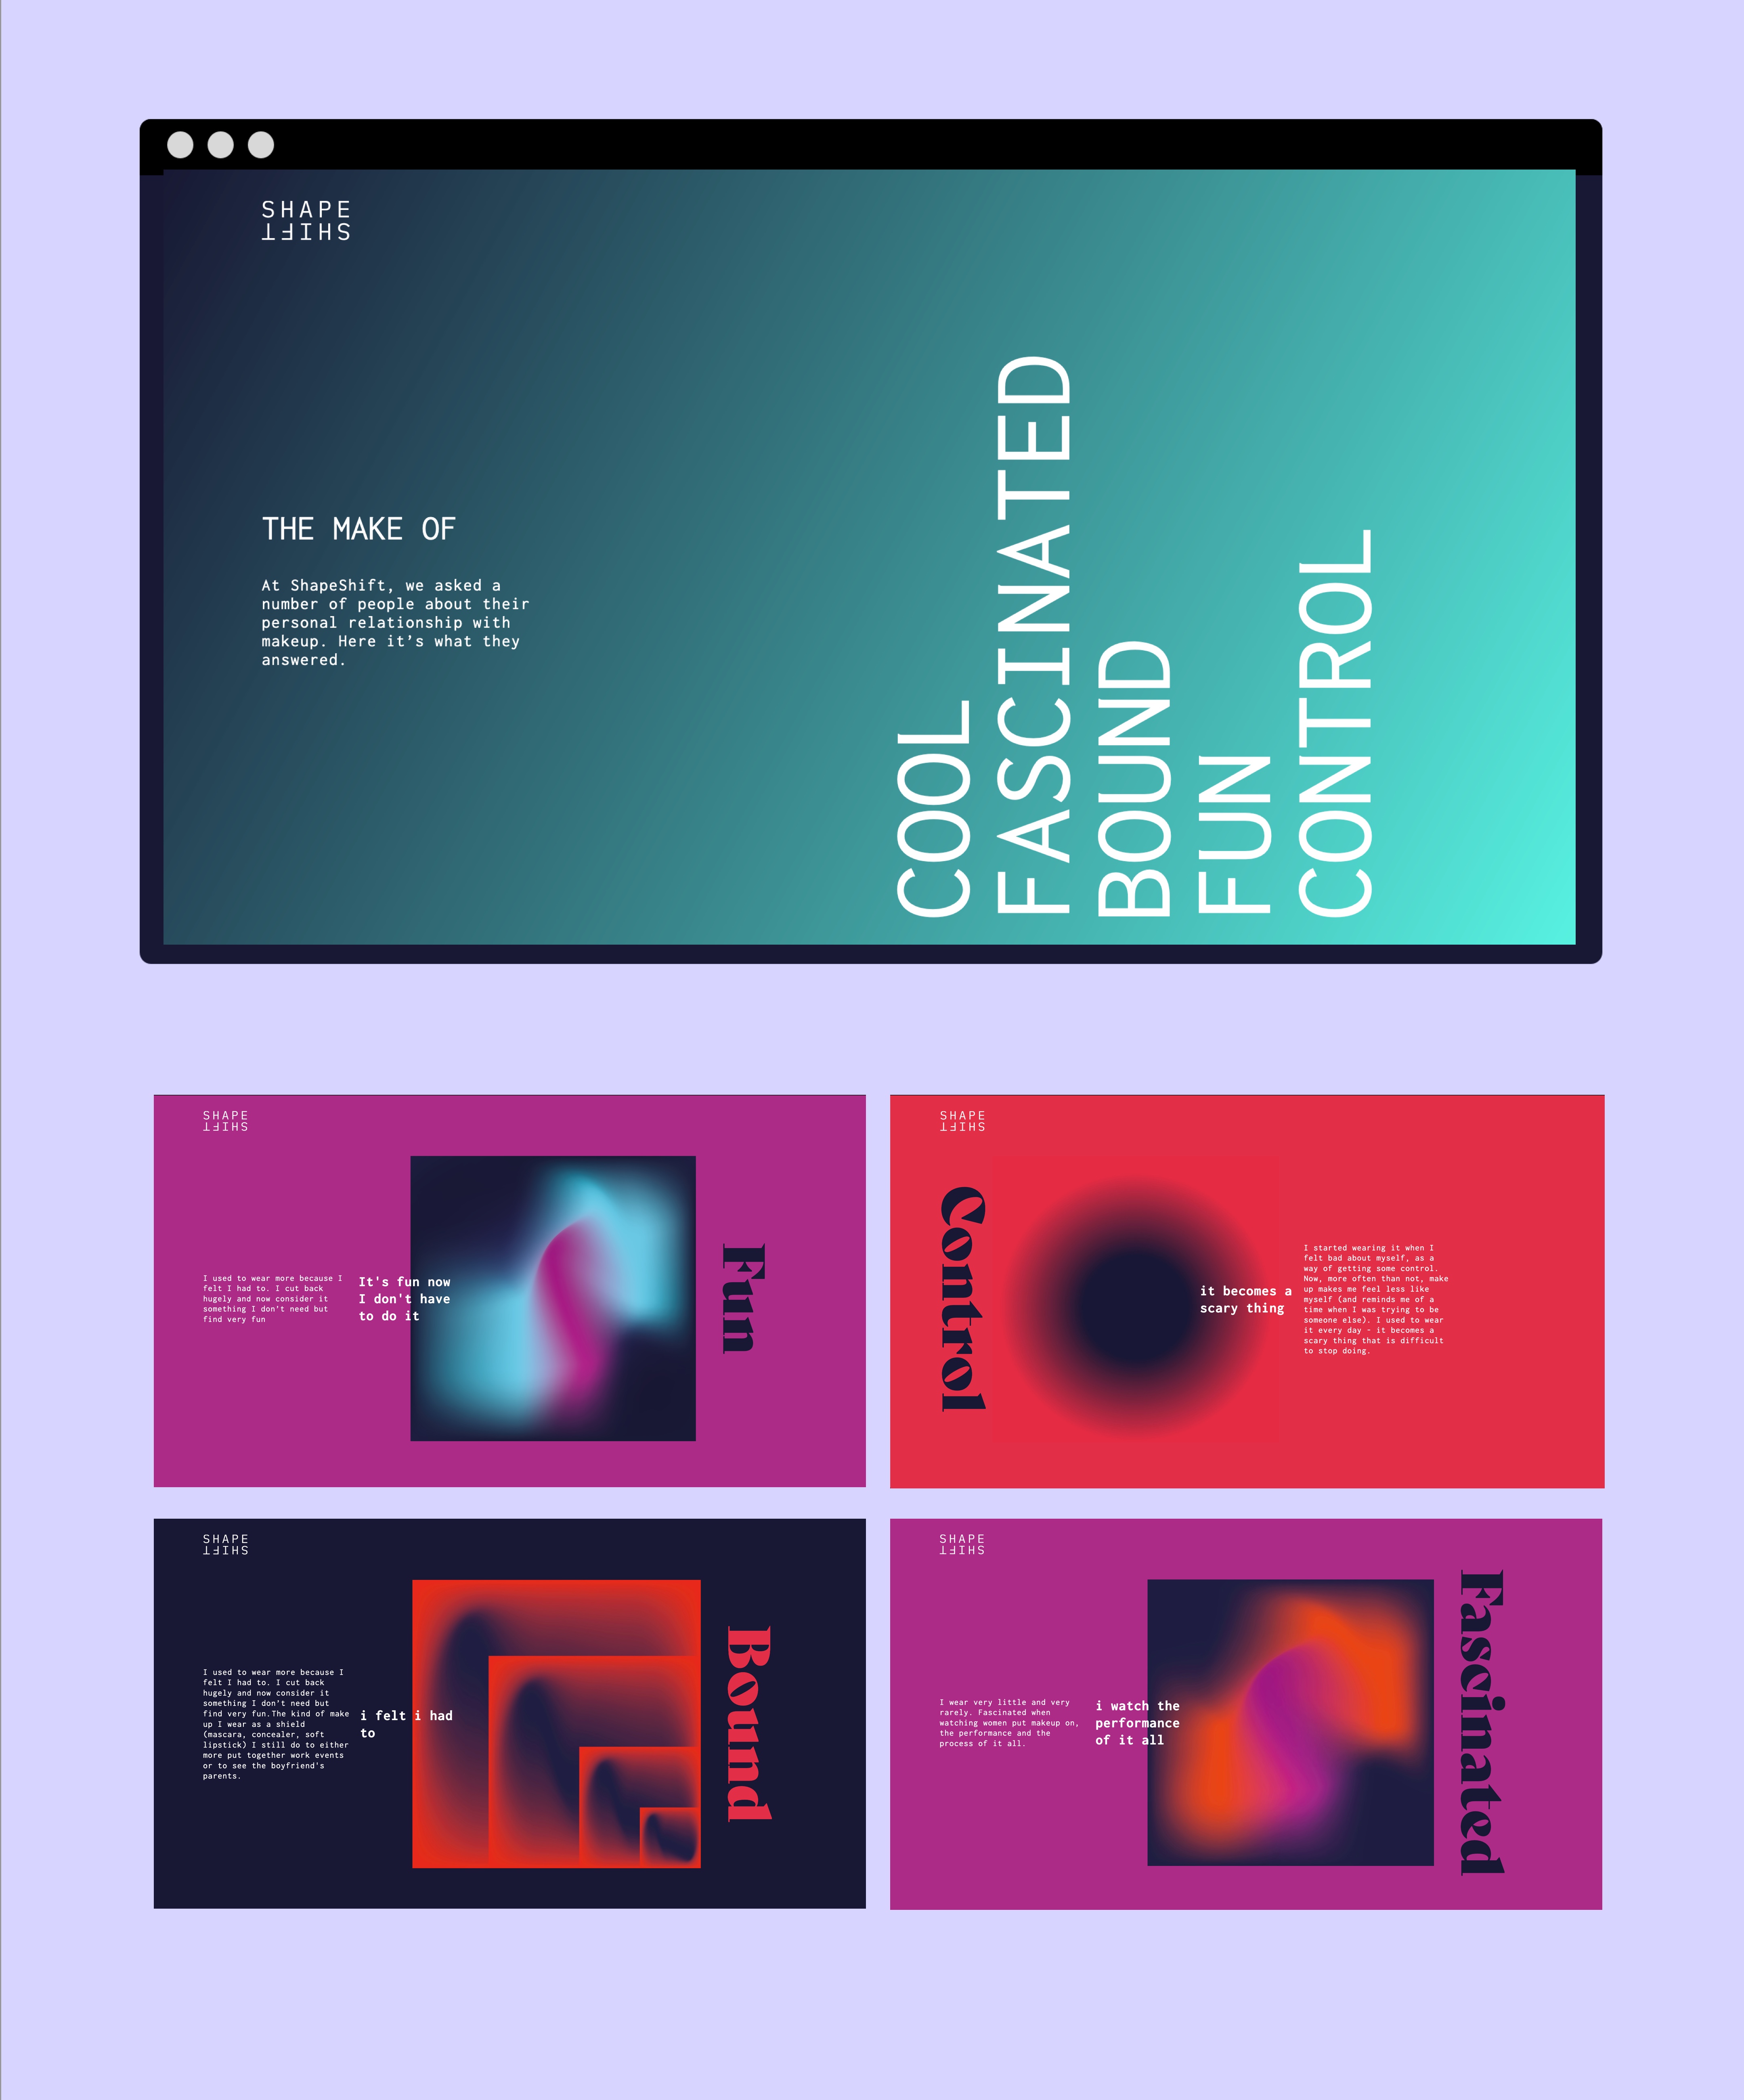 SHAPE
SHIFT
THE MAKE OF
At ShapeShift, we asked a
number of people about their
personal relationship with
makeup. Here it’s what they
answered.
COOL
FASCINATED
BOUND
FUN
CONTROL
SHAPE
SHIFT
I used to wear more because I
felt I had to. I cut back
hugely and now consider it
something I don't need but
find very fun
It's fun now
I don't have
to do it
Fun
SHAPE
SHIFT
Control
it becomes a
scary thing
I started wearing it when I
felt bad about myself, as a
way of getting some control.
Now, more often than not, make
up makes me feel less like
myself (and reminds me of a
time when I was trying to be
someone else). I used to wear
it every day - it becomes a
scary thing that is difficult
to stop doing.
SHAPE
SHIFT
I used to wear more because I
felt I had to. I cut back
hugely and now consider it
something I don't need but
find very fun.The kind of make
up I wear as a shield
(mascara, concealer, soft
lipstick) I still do to either
more put together work events
or to see the boyfriend's
parents.
i felt i had
to
Bound
SHAPE
SHIFT
I wear very little and very
rarely. Fascinated when
watching women put makeup on,
the performance and the
process of it all.
i watch the
performance
of it all
Fascinated